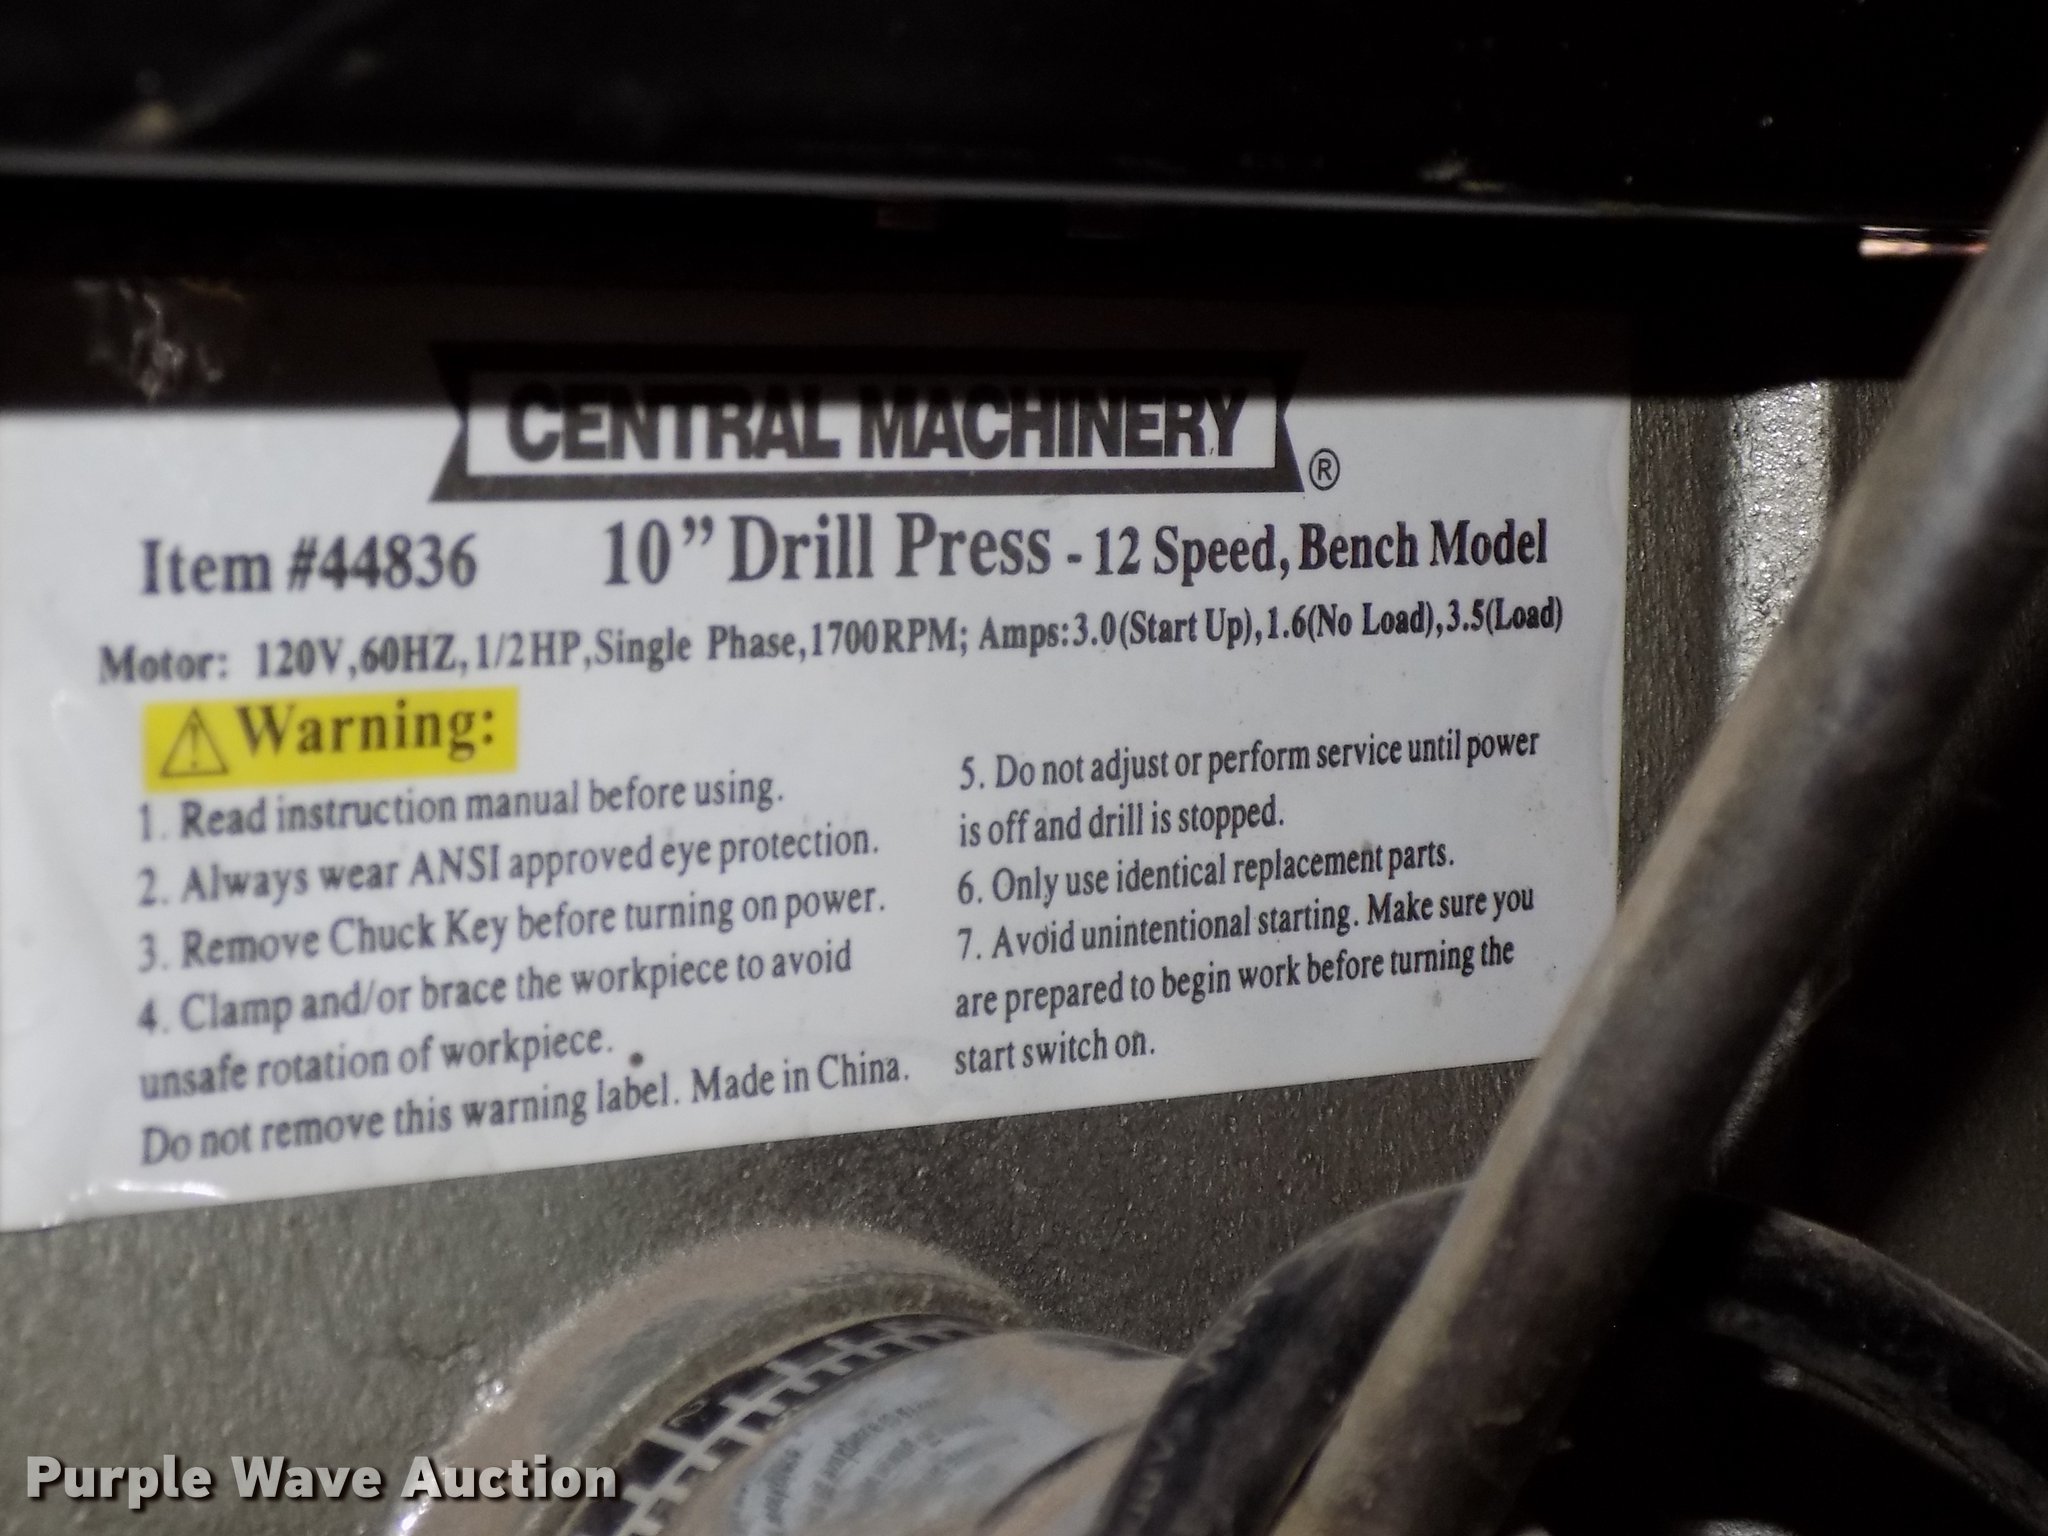 CENTRAL MACHINERY ®
Item #44836 10” Drill Press - 12 Speed, Bench Model
Motor: 120V,60HZ,1/2HP,Single Phase,1700RPM; Amps:3.0(Start Up),1.6(No Load),3.5(Load)
Warning:
1. Read instruction manual before using.
2. Always wear ANSI approved eye protection.
3. Remove Chuck Key before turning on power.
4. Clamp and/or brace the workpiece to avoid
unsafe rotation of workpiece.
Do not remove this warning label. Made in China.
5. Do not adjust or perform service until power
is off and drill is stopped.
6. Only use identical replacement parts.
7. Avoid unintentional starting. Make sure you
are prepared to begin work before turning the
start switch on.
Purple Wave Auction